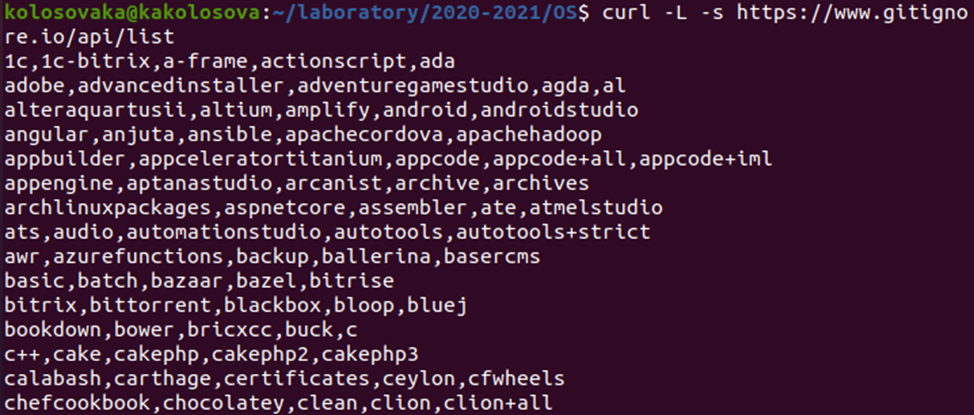 kolosovaka@kakolosova:~/laboratory/2020-2021/OS$ curl -L -s https://www.gitigno
re.io/api/list
1c,1c-bitrix,a-frame,actionscript,ada
adobe,advancedinstaller,adventuregamestudio,agda,al
alteraquartusii,altium,amplify,android,androidstudio
angular,anjuta,ansible,apachecordova,apachehadoop
appbuilder,appceleratortitanium,appcode,appcode+all,appcode+iml
appengine,aptanastudio,arcanist,archive,archives
archlinuxpackages,aspnetcore,assembler,ate,atmelstudio
ats,audio,automationstudio,autotools,autotools+strict
awr,azurefunctions,backup,ballerina,basercms
basic,batch,bazaar,bazel,bitrise
bitrix,bittorrent,blackbox,bloop,bluej
bookdown,bower,bricxcc,buck,c
c++,cake,cakephp,cakephp2,cakephp3
calabash,carthage,certificates,ceylon,cfwheels
chefcookbook,chocolatey,clean,clion,clion+all